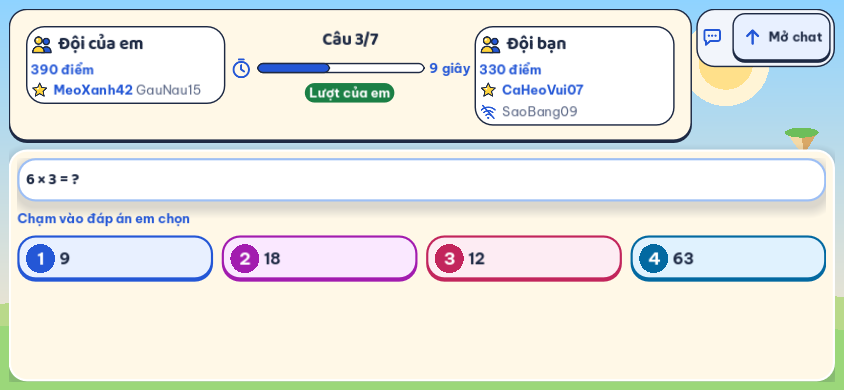 Đội của em
390 điểm
MeoXanh42 GauNau15
Câu 3/7
9 giây
Lượt của em
Đội bạn
330 điểm
CaHeoVui07
SaoBang09
Mở chat
6 × 3 = ?
Chạm vào đáp án em chọn
1 9
2 18
3 12
4 63